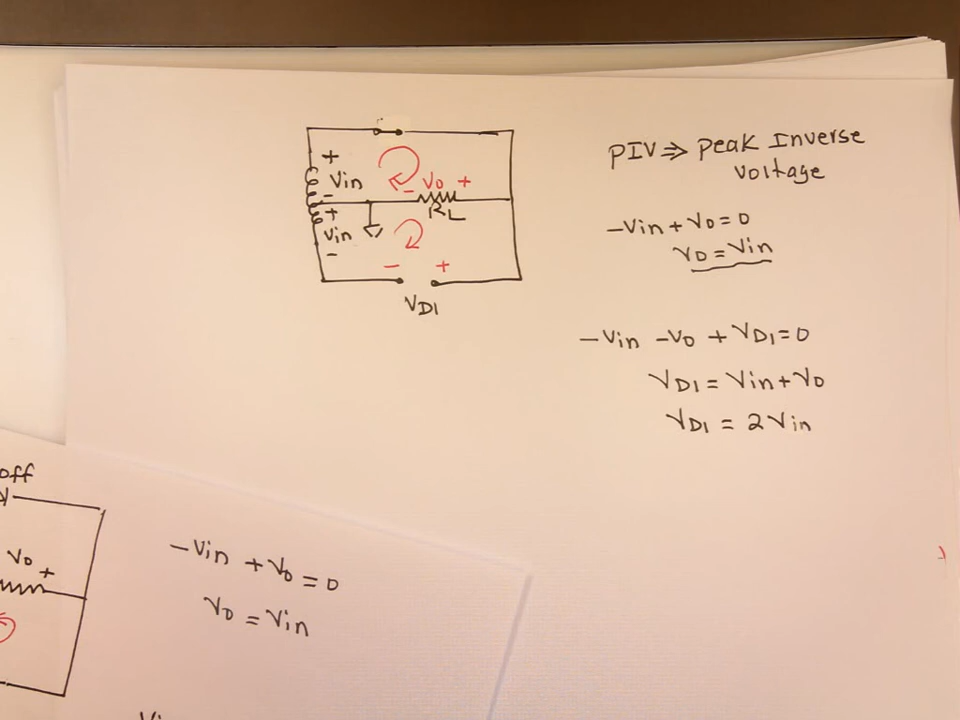 PIV ⇒ Peak Inverse
Voltage
+
Vin
-
- Vo +
RL
+
Vin
-
- +
VD1
-Vin + Vo = 0
Vo = Vin
-Vin - Vo + VD1 = 0
VD1 = Vin + Vo
VD1 = 2Vin
off
Vo
+
-Vin + Vo = 0
Vo = Vin